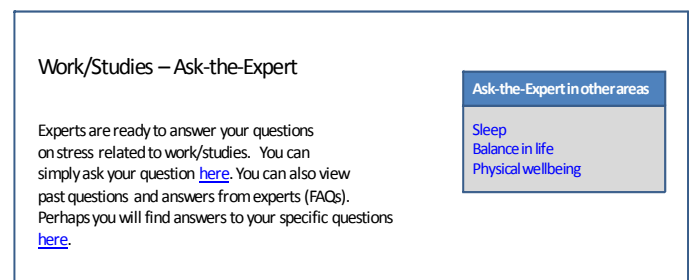 Work/Studies – Ask-the-Expert
Experts are ready to answer your questions
on stress related to work/studies. You can
simply ask your question here. You can also view
past questions and answers from experts (FAQs).
Perhaps you will find answers to your specific questions
here.
Ask-the-Expert in other areas
Sleep
Balance in life
Physical wellbeing